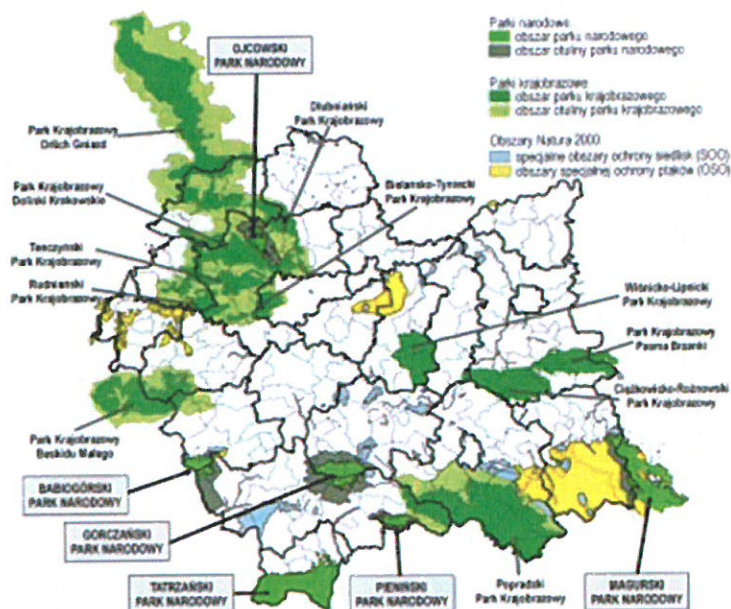 OJCOWSKI
PARK NARODOWY
Parki narodowe
obszar parku narodowego
obszar otuliny parku narodowego
Parki krajobrazowe
obszar parku krajobrazowego
obszar otuliny parku krajobrazowego
Obszary Natura 2000
specjalne obszary ochrony siedlisk (SOO)
obszary specjalnej ochrony ptaków (OSO)
Dłubniański
Park Krajobrazowy
Park Krajobrazowy
Orlich Gniazd
Park Krajobrazowy
Dolinki Krakowskie
Bielańsko-Tyniecki
Park Krajobrazowy
Tenczyński
Park Krajobrazowy
Rudniański
Park Krajobrazowy
Wiśnicko-Lipnicki
Park Krajobrazowy
Park Krajobrazowy
Pasma Brzanki
Ciężkowicko-Rożnowski
Park Krajobrazowy
Park Krajobrazowy
Beskidu Małego
BABIOGÓRSKI
PARK NARODOWY
GORCZAŃSKI
PARK NARODOWY
TATRZAŃSKI
PARK NARODOWY
PIENIŃSKI
PARK NARODOWY
Popradzki
Park Krajobrazowy
MAGURSKI
PARK NARODOWY